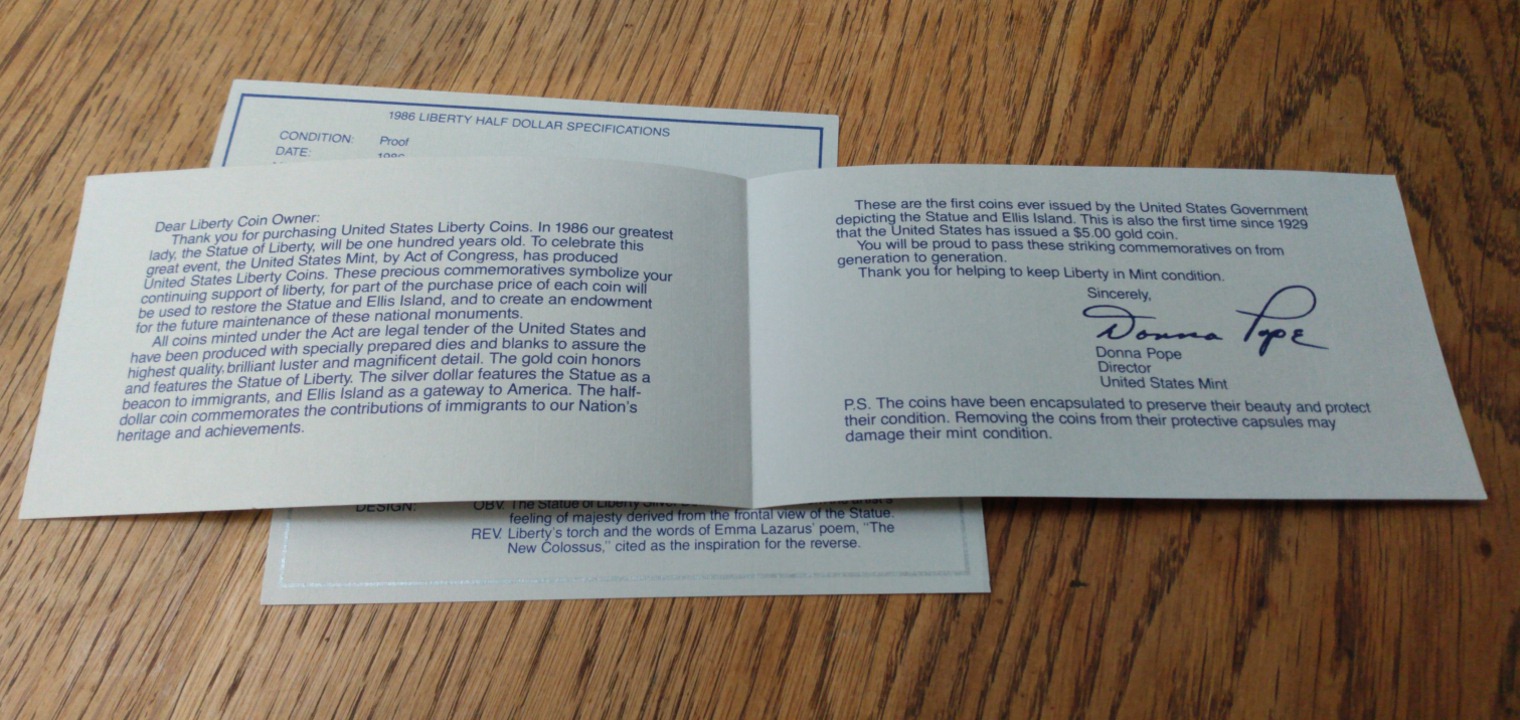 1986 LIBERTY HALF DOLLAR SPECIFICATIONS
CONDITION: Proof
DATE: 1986
Dear Liberty Coin Owner:
Thank you for purchasing United States Liberty Coins. In 1986 our greatest
lady, the Statue of Liberty, will be one hundred years old. To celebrate this
great event, the United States Mint, by Act of Congress, has produced
United States Liberty Coins. These precious commemoratives symbolize your
continuing support of liberty, for part of the purchase price of each coin will
be used to restore the Statue and Ellis Island, and to create an endowment
for the future maintenance of these national monuments.
All coins minted under the Act are legal tender of the United States and
have been produced with specially prepared dies and blanks to assure the
highest quality, brilliant luster and magnificent detail. The gold coin honors
and features the Statue of Liberty. The silver dollar features the Statue as a
beacon to immigrants, and Ellis Island as a gateway to America. The half-
dollar coin commemorates the contributions of immigrants to our Nation's
heritage and achievements.
These are the first coins ever issued by the United States Government
depicting the Statue and Ellis Island. This is also the first time since 1929
that the United States has issued a $5.00 gold coin.
You will be proud to pass these striking commemoratives on from
generation to generation.
Thank you for helping to keep Liberty in Mint condition.
Sincerely,
Donna Pope
Donna Pope
Director
United States Mint
P.S. The coins have been encapsulated to preserve their beauty and protect
their condition. Removing the coins from their protective capsules may
damage their mint condition.
DESIGN: OBV. The Statue of Liberty
feeling of majesty derived from the frontal view of the Statue.
REV. Liberty's torch and the words of Emma Lazarus' poem, "The
New Colossus," cited as the inspiration for the reverse.